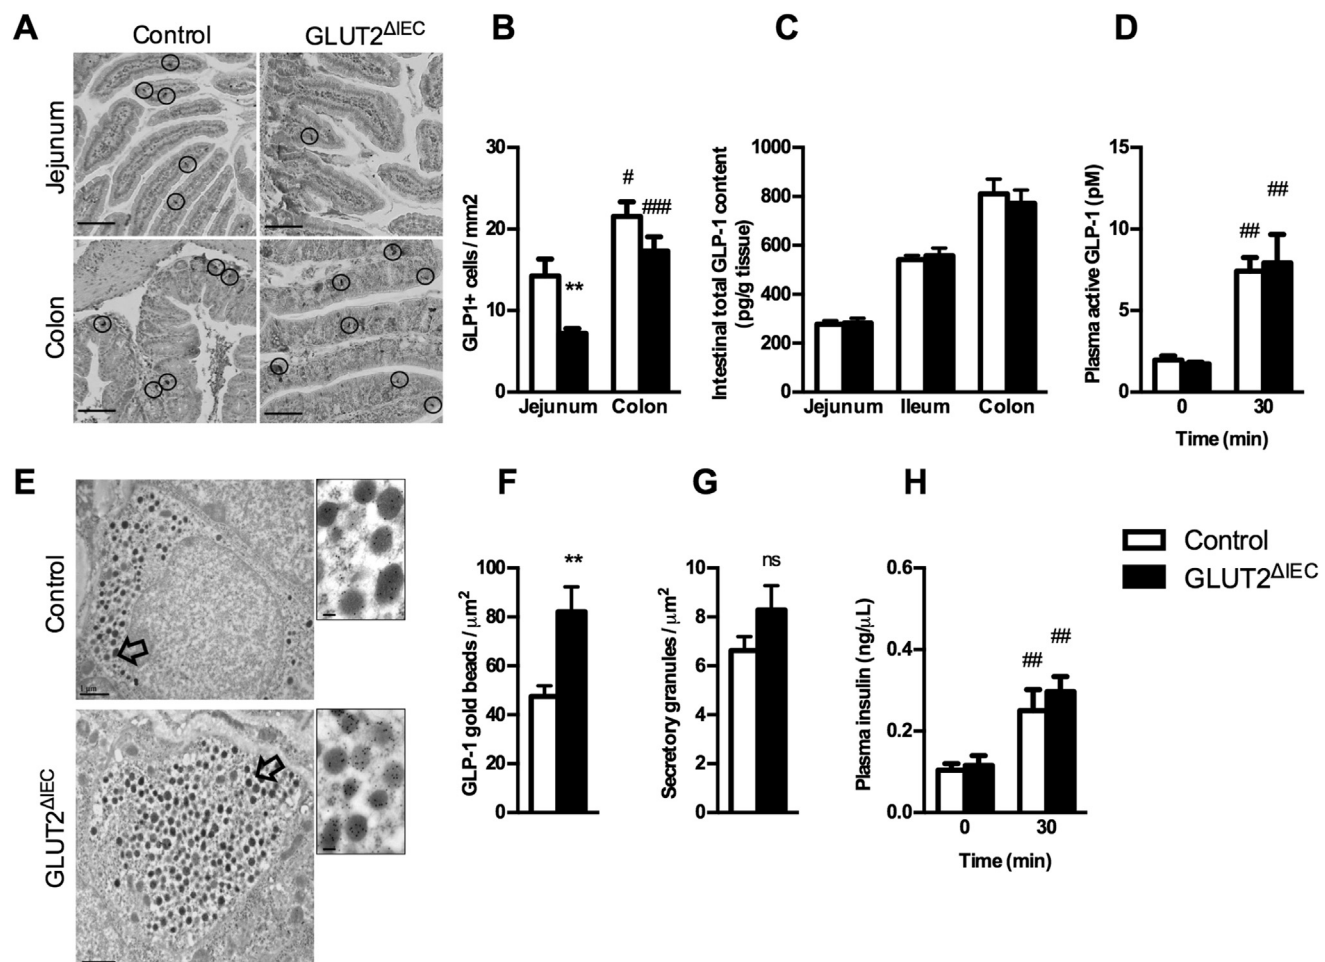 A
Control
GLUT2ΔIEC
Jejunum
Colon
B
GLP1+ cells / mm2
30
20
10
0
**
#
###
Jejunum
Colon
C
Intestinal total GLP-1 content
(pg/g tissue)
1000
800
600
400
200
0
Jejunum
Ileum
Colon
D
Plasma active GLP-1 (pM)
15
10
5
0
##
##
0
30
Time (min)
E
Control
1 µm
GLUT2ΔIEC
F
GLP-1 gold beads / µm2
100
80
60
40
20
0
**
G
Secretory granules / µm2
10
8
6
4
2
0
ns
H
Plasma insulin (ng/µL)
0.6
0.4
0.2
0.0
##
##
0
30
Time (min)
Control
GLUT2ΔIEC